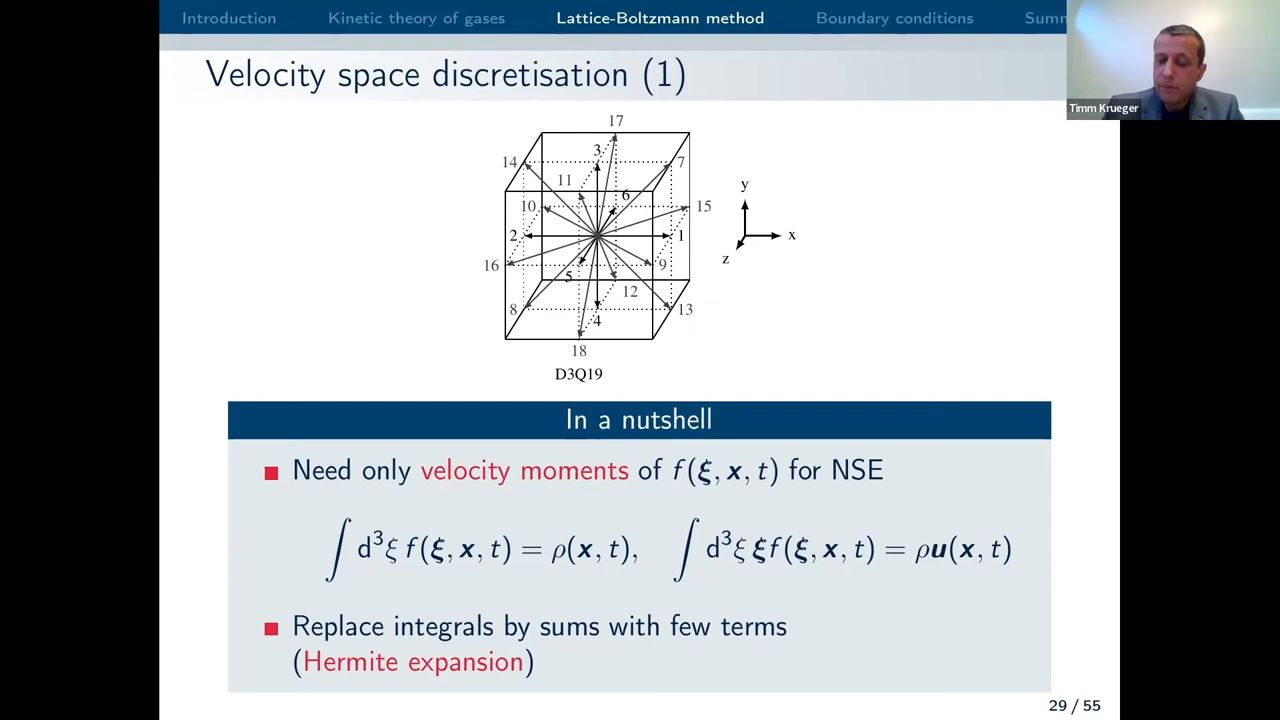 Introduction Kinetic theory of gases Lattice-Boltzmann method Boundary conditions Summ
Timm Krueger
Velocity space discretisation (1)
17
3
14 7
11
6
10 15
y
2 1
x
16 9
z
5
12
8 13
4
18
D3Q19
In a nutshell
Need only velocity moments of f(ξ, x, t) for NSE
∫ d³ξ f(ξ, x, t) = ρ(x, t), ∫ d³ξ ξf(ξ, x, t) = ρu(x, t)
Replace integrals by sums with few terms
(Hermite expansion)
29 / 55